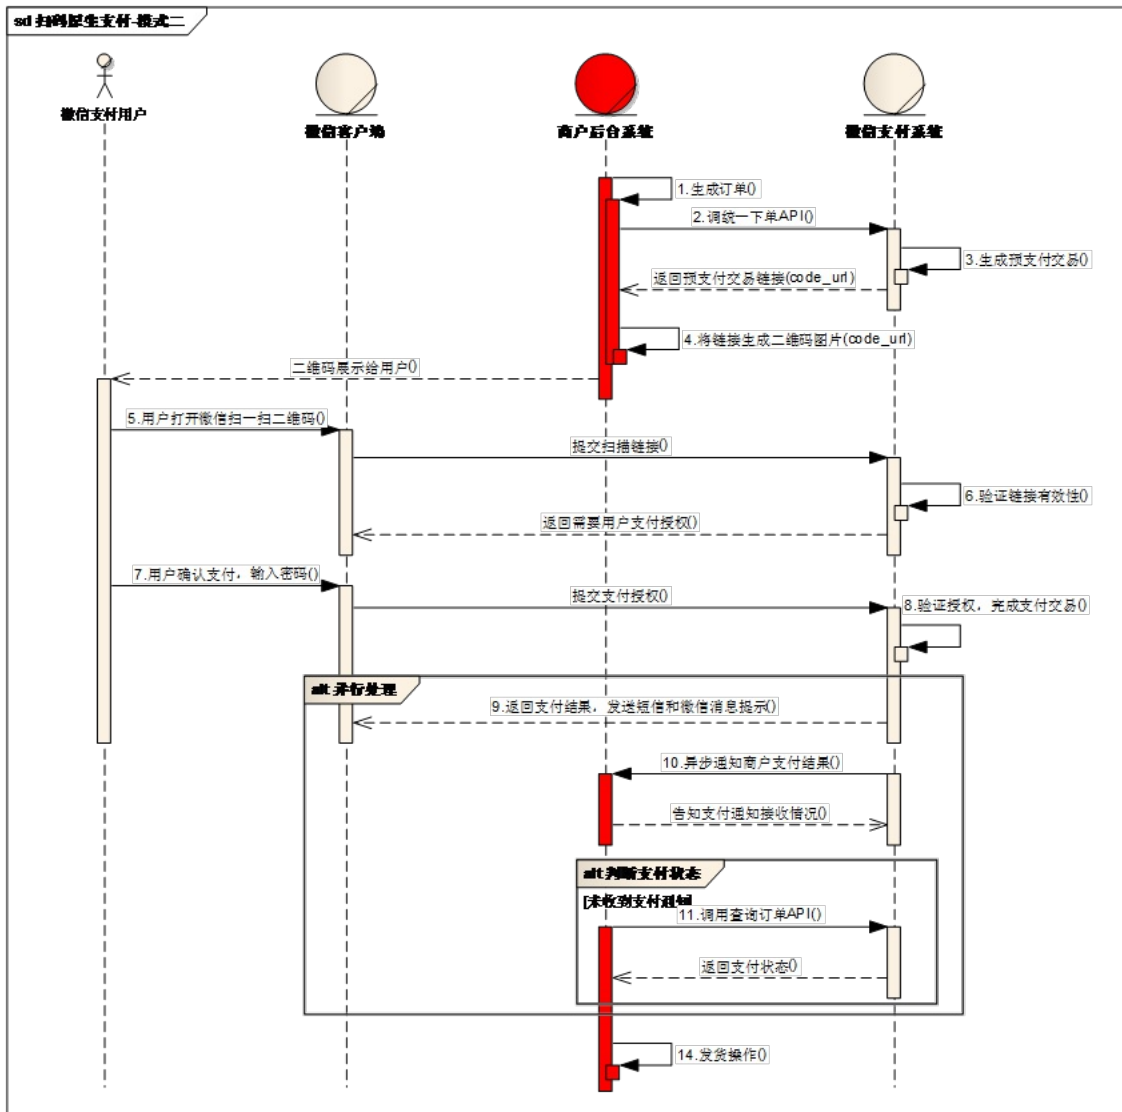 sd 扫码原生支付-模式二
微信支付用户
微信客户端
商户后台系统
微信支付系统
1.生成订单()
2.调统一下单API()
3.生成预支付交易()
返回预支付交易链接(code_url)
4.将链接生成二维码图片(code_url)
二维码展示给用户()
5.用户打开微信扫一扫二维码()
提交扫描链接()
6.验证链接有效性()
返回需要用户支付授权()
7.用户确认支付，输入密码()
提交支付授权()
8.验证授权，完成支付交易()
alt 并行处理
9.返回支付结果，发送短信和微信消息提示()
10.异步通知商户支付结果()
告知支付通知接收情况()
alt 判断支付状态
[未收到支付通知]
11.调用查询订单API()
返回支付状态()
14.发货操作()